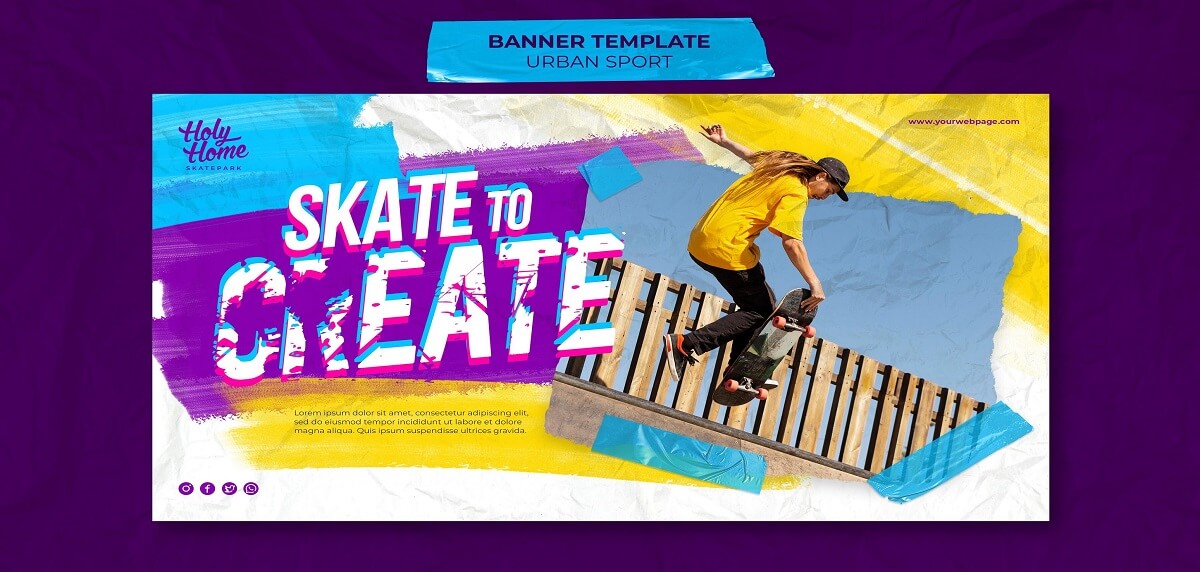 BANNER TEMPLATE
URBAN SPORT
Holy
Home
SKATEPARK
www.yourwebpage.com
SKATE TO
CREATE
Lorem ipsum dolor sit amet, consectetur adipiscing elit,
sed do eiusmod tempor incididunt ut labore et dolore
magna aliqua. Quis ipsum suspendisse ultrices gravida.